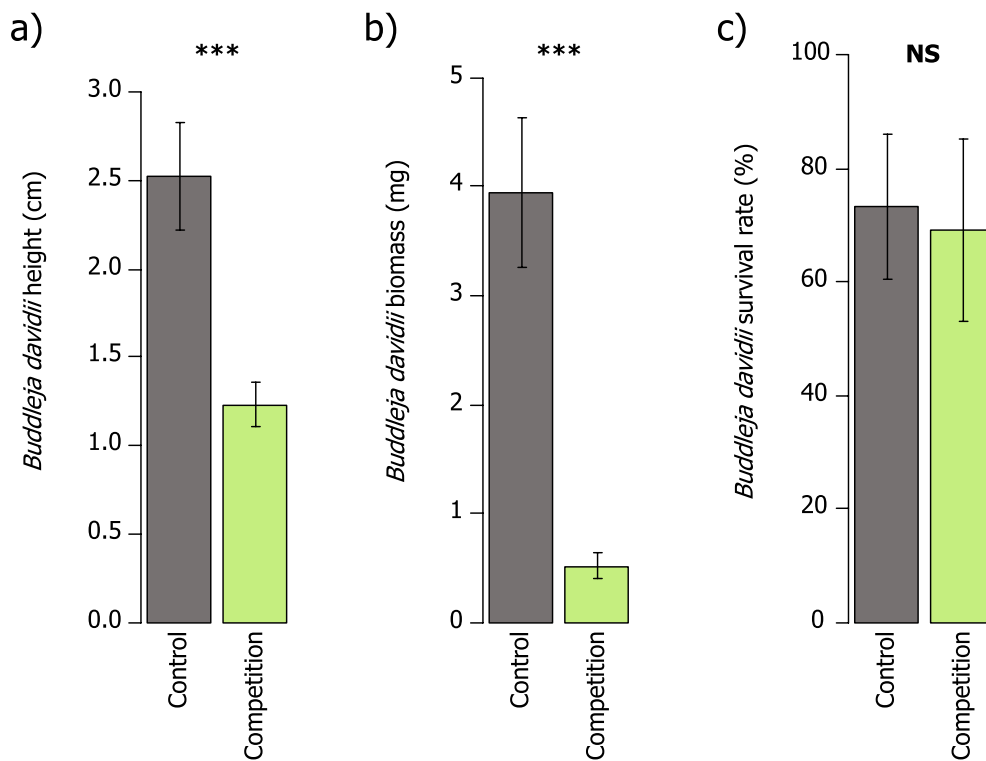 a)
***
Buddleja davidii height (cm)
3.0
2.5
2.0
1.5
1.0
0.5
0.0
Control
Competition
b)
***
Buddleja davidii biomass (mg)
5
4
3
2
1
0
Control
Competition
c)
NS
Buddleja davidii survival rate (%)
100
80
60
40
20
0
Control
Competition